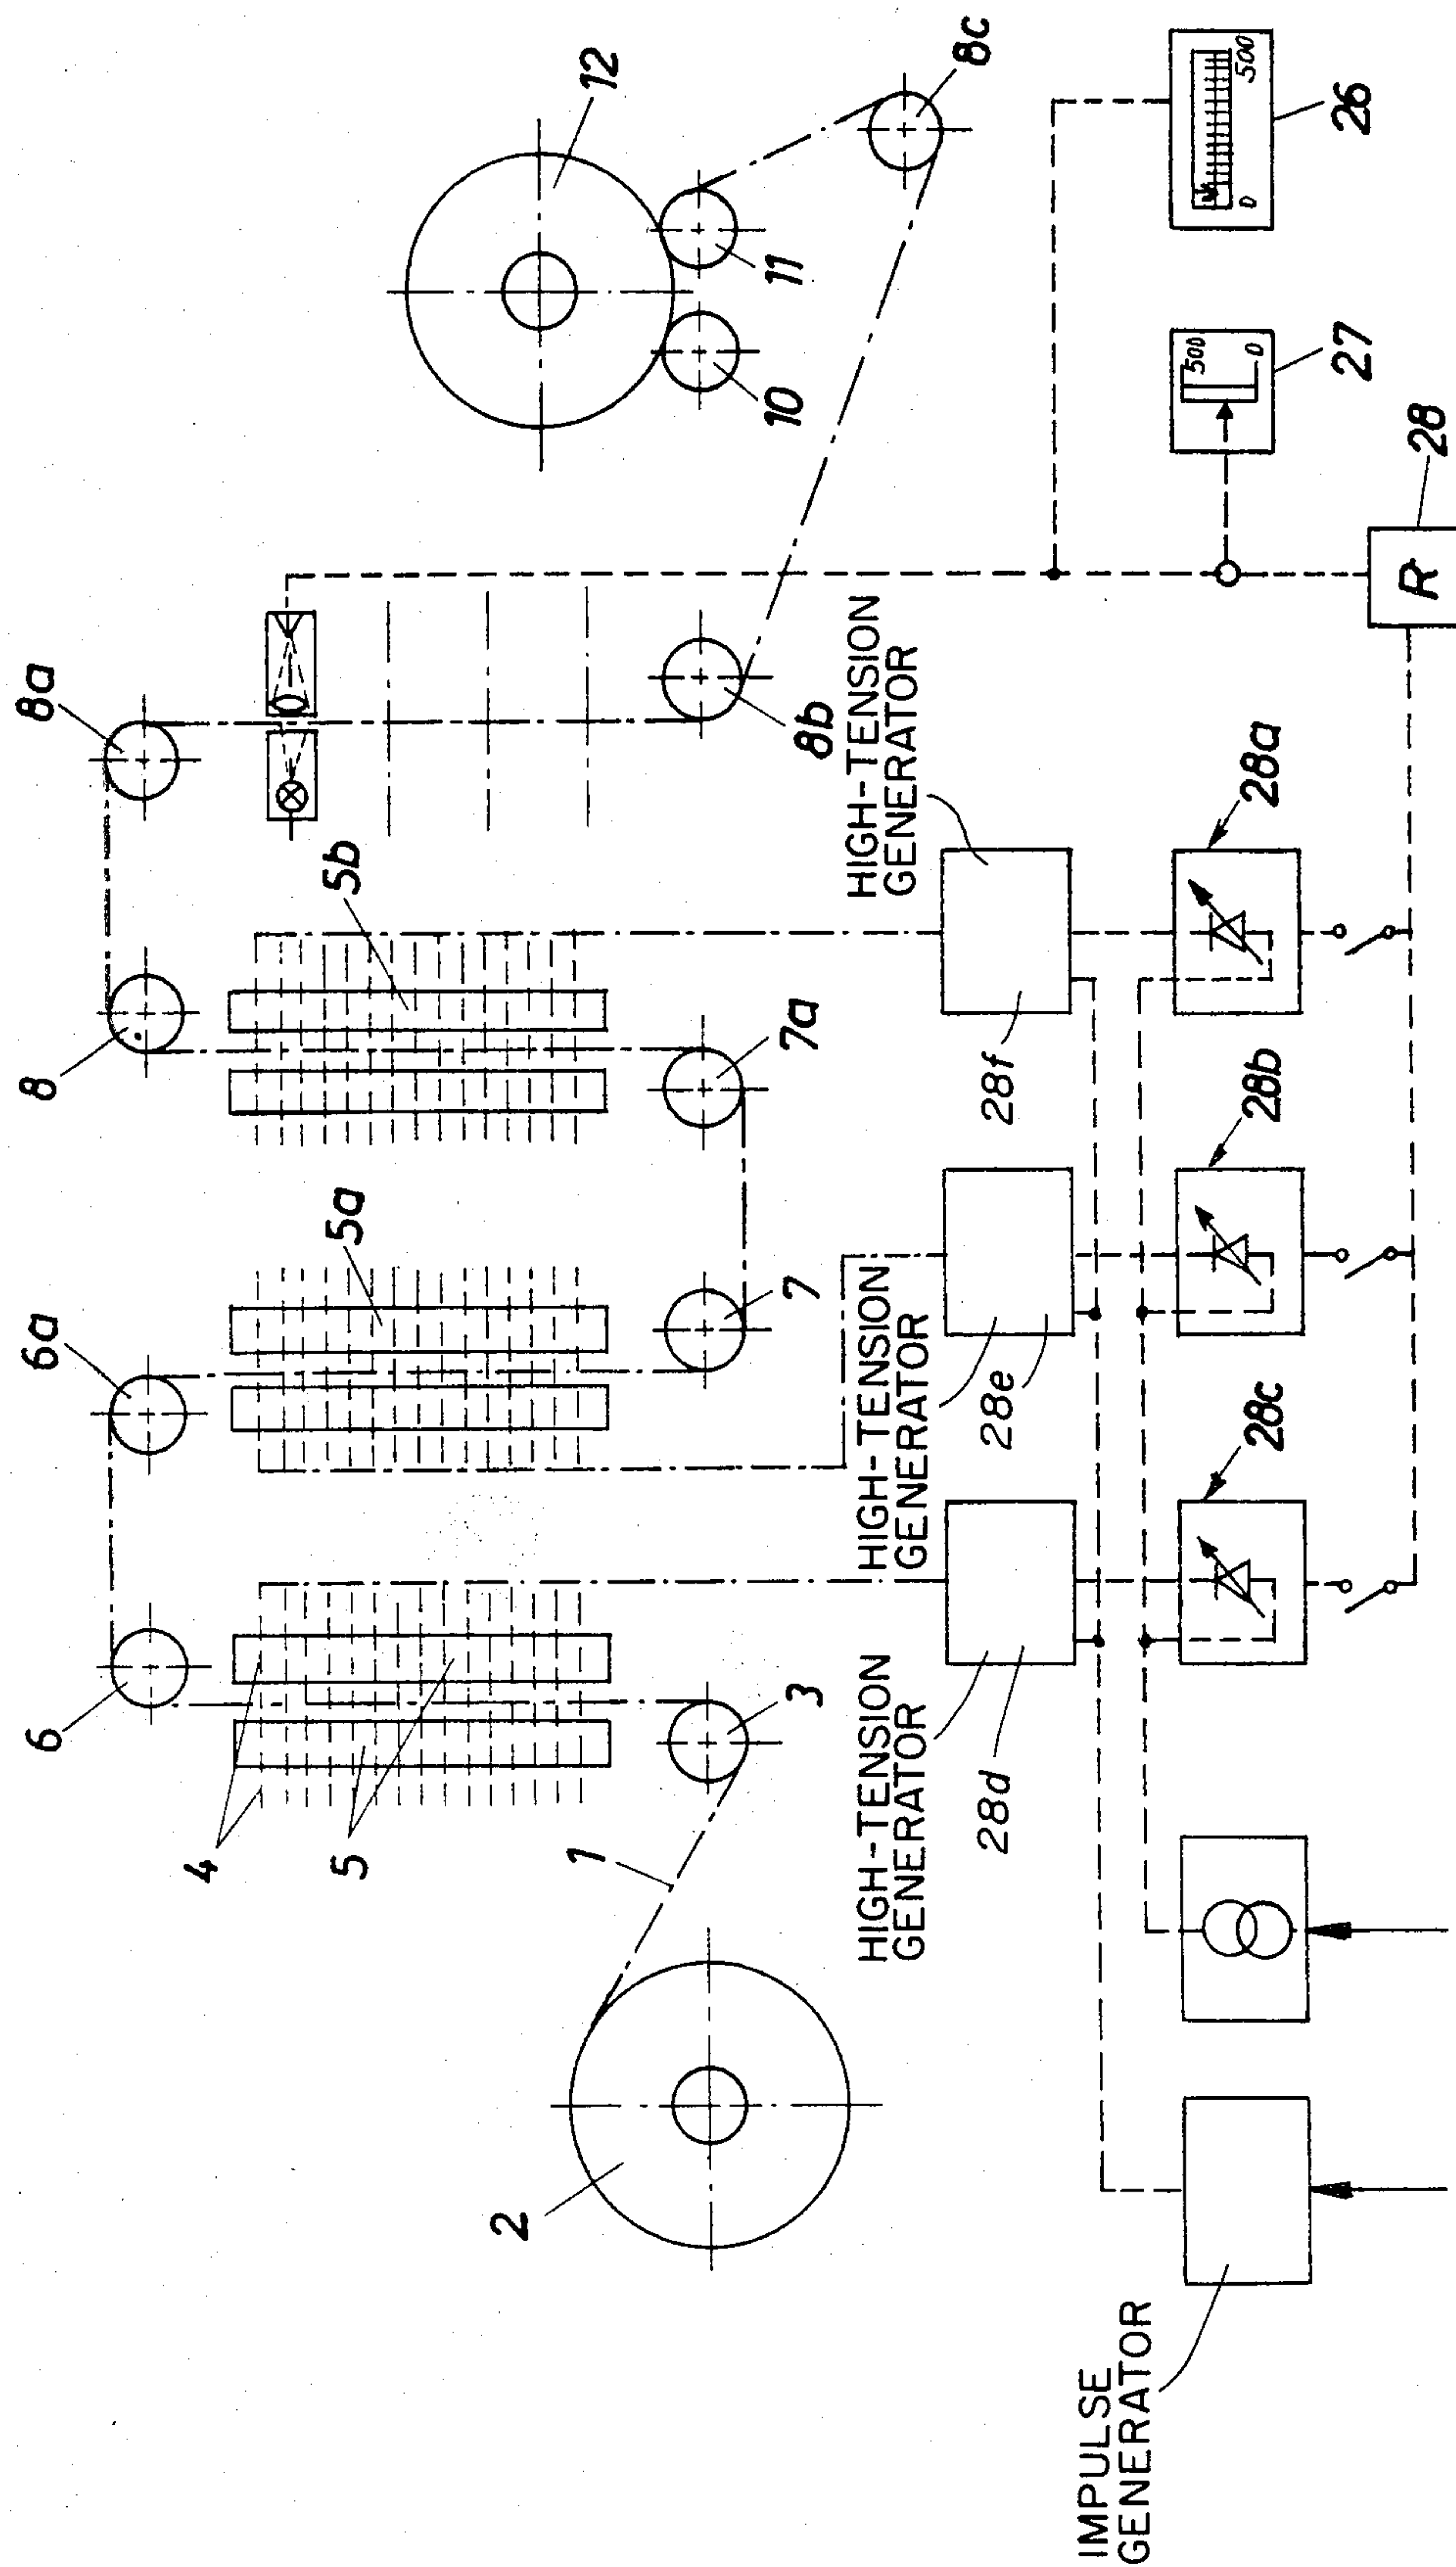 12
8c
8a
11
10
26
0
500
27
500
0
28
R
8b
HIGH-TENSION
GENERATOR
28a
5b
8
7a
28f
28b
5a
6a
7
HIGH-TENSION
GENERATOR
28e
28c
6
3
HIGH-TENSION
GENERATOR
28d
4
5
1
2
IMPULSE
GENERATOR